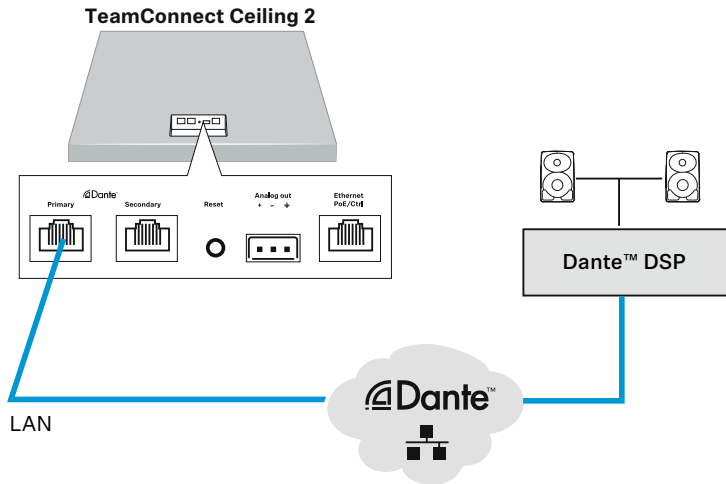 TeamConnect Ceiling 2
Dante®
Primary
Secondary
Reset
Analog out
+ - ⏚
Ethernet
PoE/Ctrl
Dante™ DSP
Dante™
LAN